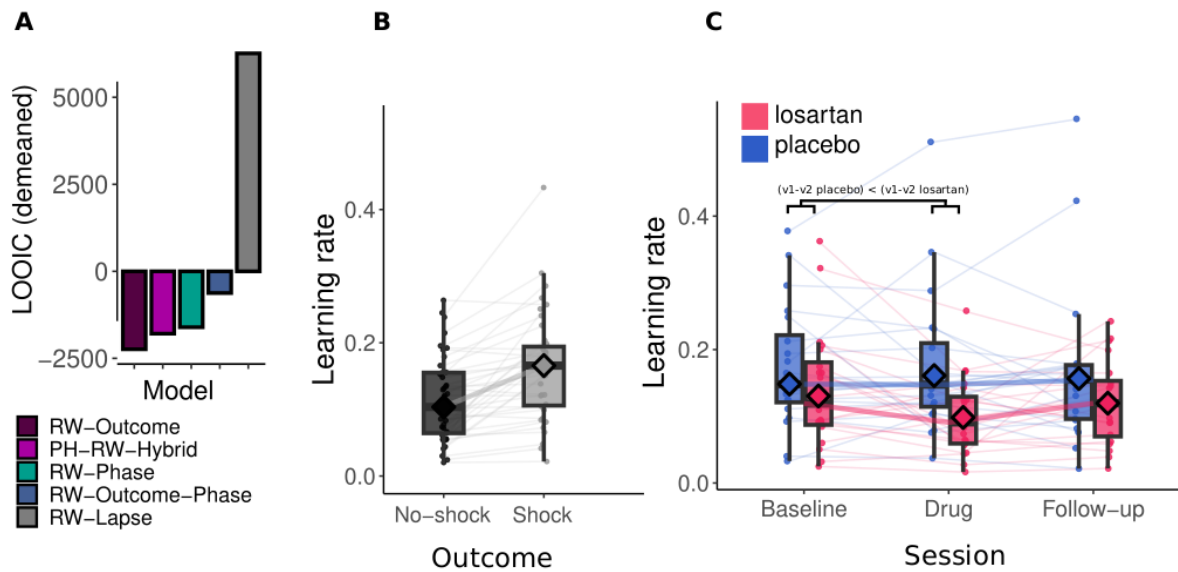 A
LOOIC (demeaned)
5000
2500
0
−2500
Model
RW−Outcome
PH−RW−Hybrid
RW−Phase
RW−Outcome−Phase
RW−Lapse
B
Learning rate
0.4
0.2
0.0
No−shock Shock
Outcome
C
losartan
placebo
(v1-v2 placebo) < (v1-v2 losartan)
Learning rate
0.4
0.2
0.0
Baseline Drug Follow−up
Session